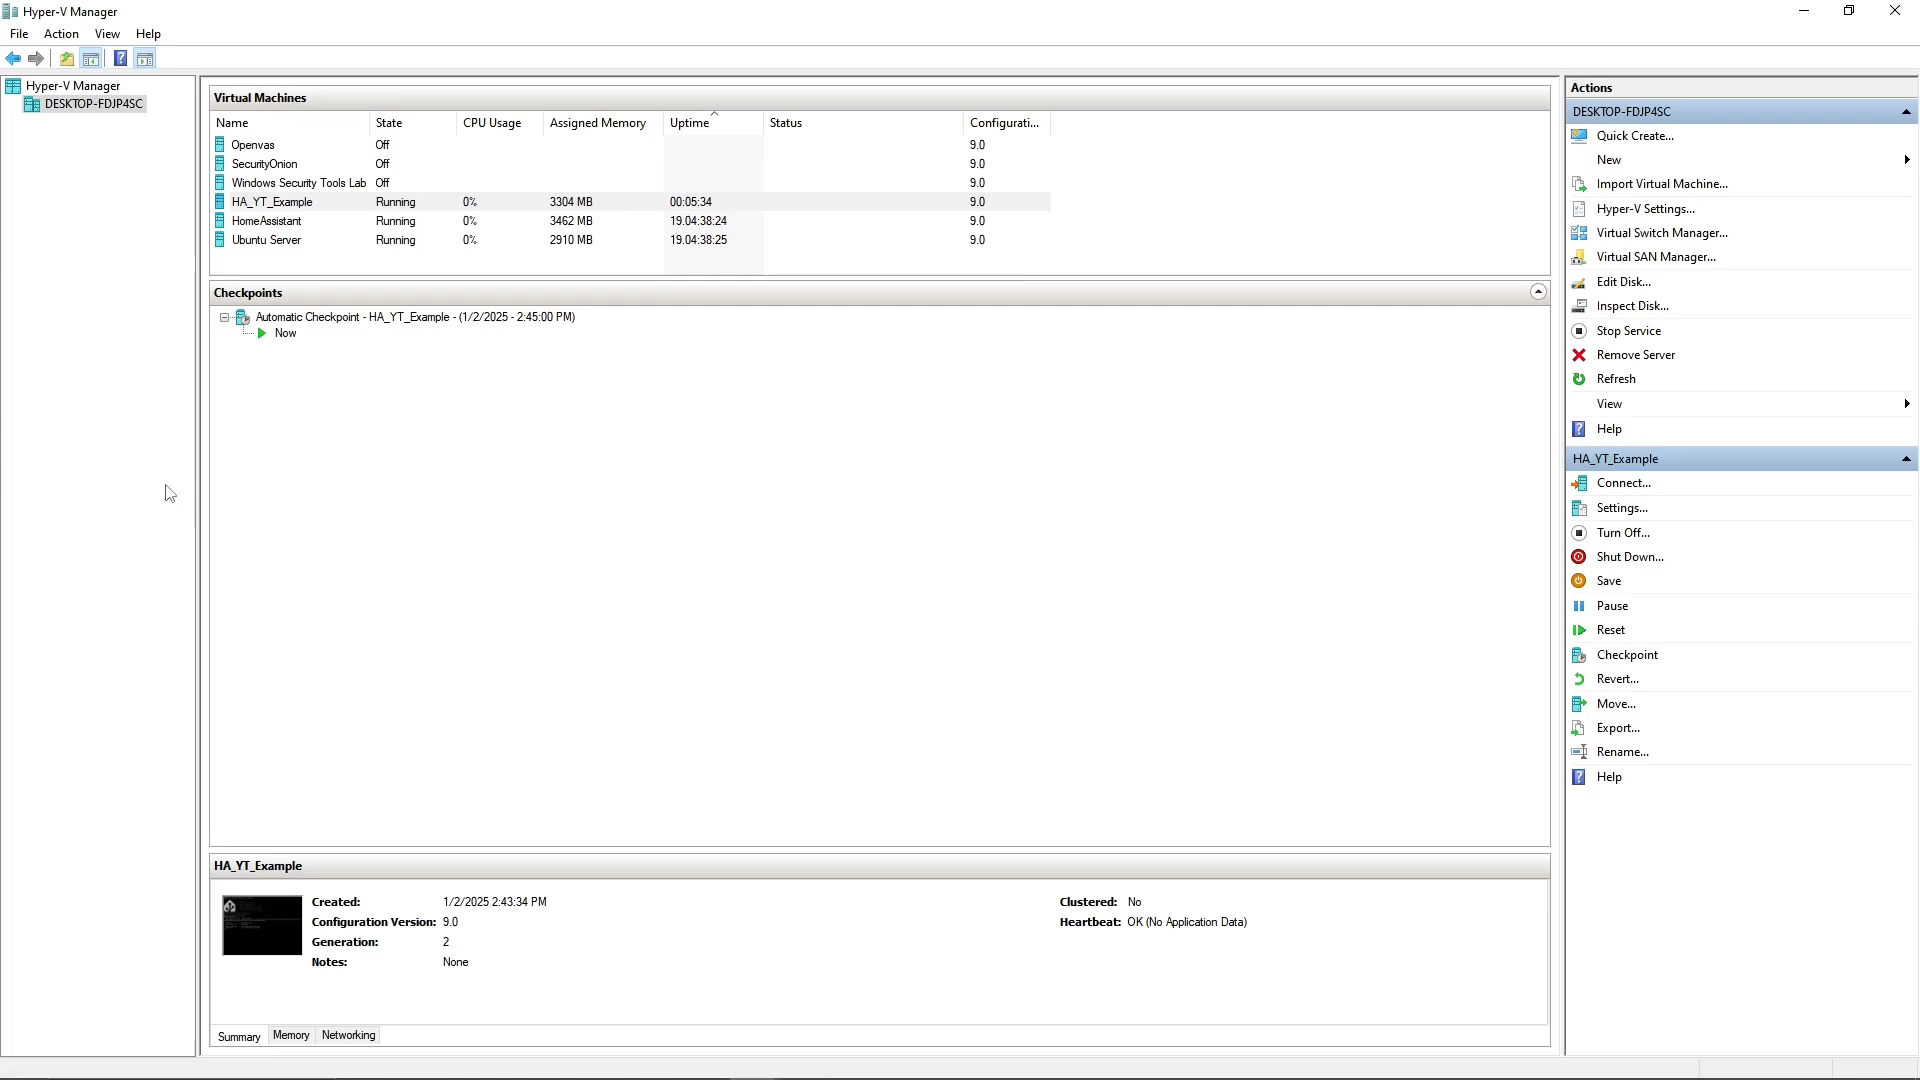 Hyper-V Manager
File Action View Help
Hyper-V Manager
DESKTOP-FDJP4SC
Virtual Machines
Name State CPU Usage Assigned Memory Uptime Status Configurati...
Openvas Off 9.0
SecurityOnion Off 9.0
Windows Security Tools Lab Off 9.0
HA_YT_Example Running 0% 3304 MB 00:05:34 9.0
HomeAssistant Running 0% 3462 MB 19.04:38:24 9.0
Ubuntu Server Running 0% 2910 MB 19.04:38:25 9.0
Checkpoints
Automatic Checkpoint - HA_YT_Example - (1/2/2025 - 2:45:00 PM)
Now
HA_YT_Example
Created: 1/2/2025 2:43:34 PM Clustered: No
Configuration Version: 9.0 Heartbeat: OK (No Application Data)
Generation: 2
Notes: None
Summary Memory Networking
Actions
DESKTOP-FDJP4SC
Quick Create...
New
Import Virtual Machine...
Hyper-V Settings...
Virtual Switch Manager...
Virtual SAN Manager...
Edit Disk...
Inspect Disk...
Stop Service
Remove Server
Refresh
View
Help
HA_YT_Example
Connect...
Settings...
Turn Off...
Shut Down...
Save
Pause
Reset
Checkpoint
Revert...
Move...
Export...
Rename...
Help